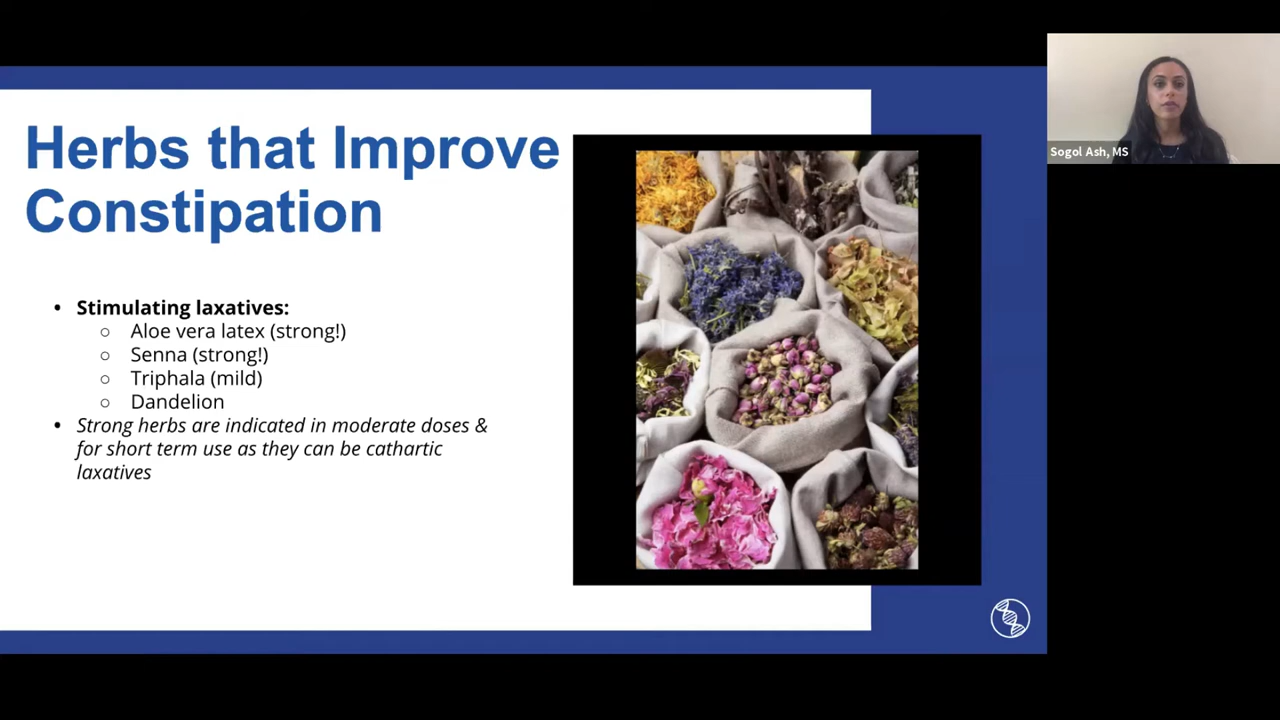 Herbs that Improve
Constipation
• Stimulating laxatives:
○ Aloe vera latex (strong!)
○ Senna (strong!)
○ Triphala (mild)
○ Dandelion
• Strong herbs are indicated in moderate doses &
for short term use as they can be cathartic
laxatives
Sogol Ash, MS